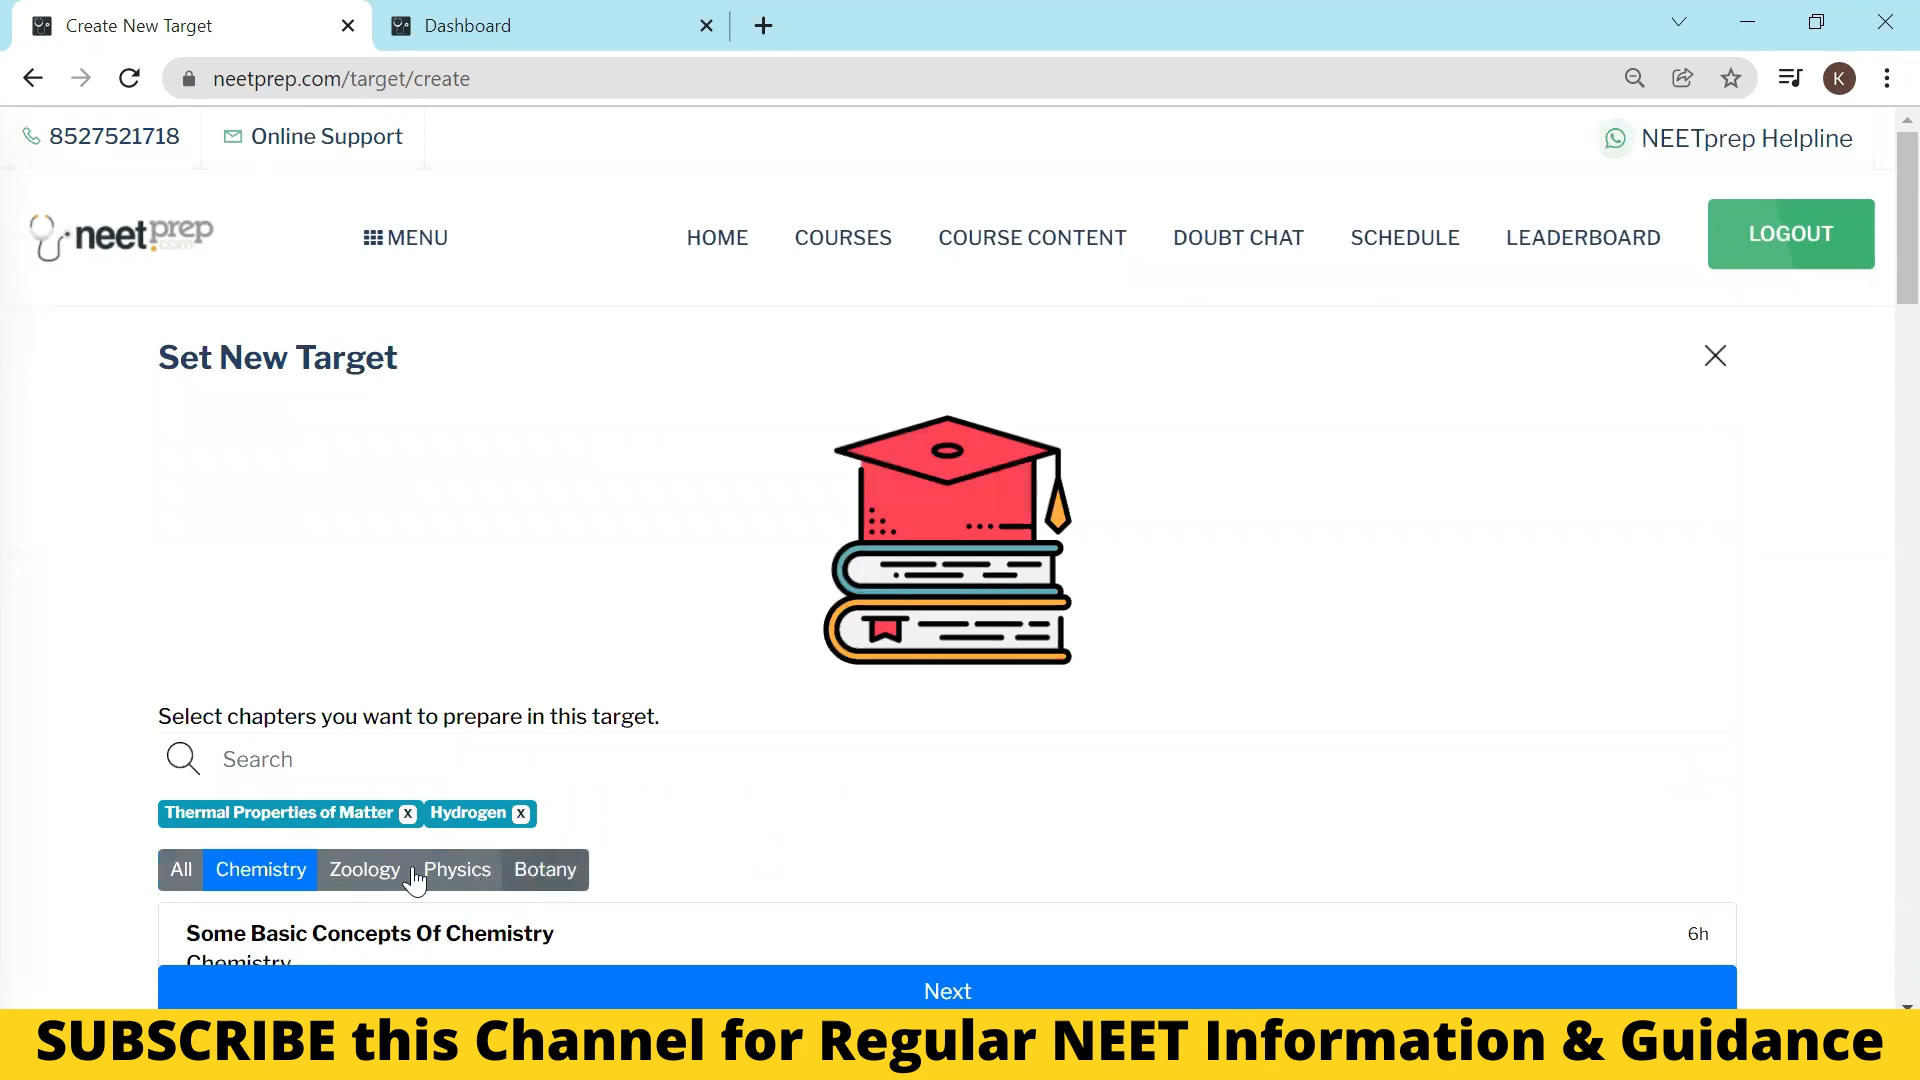 Create New Target
Dashboard
neetprep.com/target/create
K
8527521718
Online Support
NEETprep Helpline
neetprep
.com
MENU
HOME
COURSES
COURSE CONTENT
DOUBT CHAT
SCHEDULE
LEADERBOARD
LOGOUT
Set New Target
Select chapters you want to prepare in this target.
Search
Thermal Properties of Matter x Hydrogen x
All Chemistry Zoology Physics Botany
Some Basic Concepts Of Chemistry 6h
Chemistry
Next
SUBSCRIBE this Channel for Regular NEET Information & Guidance